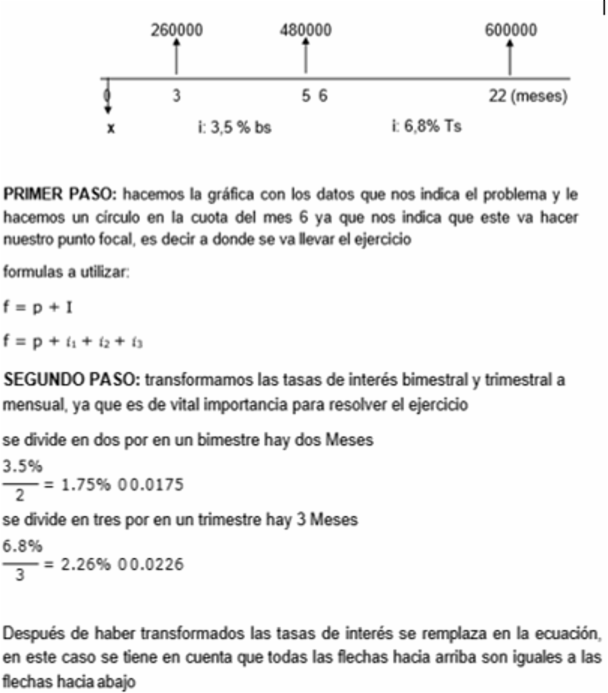 260000 480000 600000
0 3 5 6 22 (meses)
x i: 3,5 % bs i: 6,8% Ts
PRIMER PASO: hacemos la gráfica con los datos que nos indica el problema y le
hacemos un círculo en la cuota del mes 6 ya que nos indica que este va hacer
nuestro punto focal, es decir a donde se va llevar el ejercicio
formulas a utilizar:
f = p + I
f = p + i₁ + i₂ + i₃
SEGUNDO PASO: transformamos las tasas de interés bimestral y trimestral a
mensual, ya que es de vital importancia para resolver el ejercicio
se divide en dos por en un bimestre hay dos Meses
3.5%
2
= 1.75% O 0.0175
se divide en tres por en un trimestre hay 3 Meses
6.8%
3
= 2.26% O 0.0226
Después de haber transformados las tasas de interés se remplaza en la ecuación,
en este caso se tiene en cuenta que todas las flechas hacia arriba son iguales a las
flechas hacia abajo